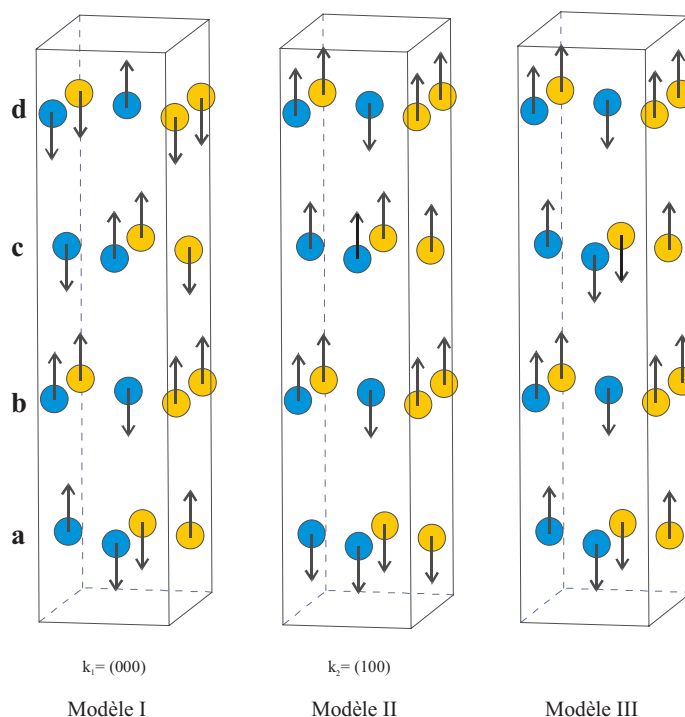 d
c
b
a
k₁= (000)
k₂= (100)
Modèle I
Modèle II
Modèle III